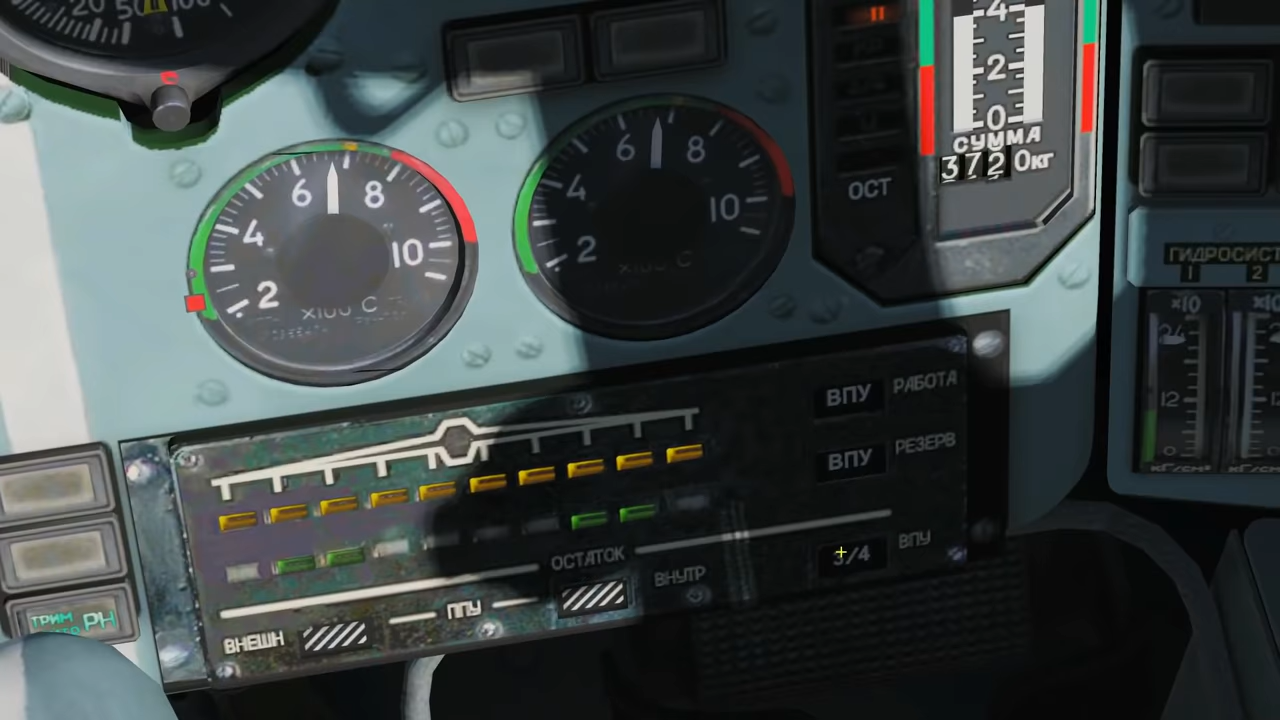 20 50 100
4
2
0
СУММА
3720кг
ОСТ
2 4 6 8 10
x100 C
2 4 6 8 10
x100 C
ГИДРОСИСТ
1 2
x10
24
12
0
кг/см²
ВПУ РАБОТА
ВПУ РЕЗЕРВ
3/4 ВПУ
ОСТАТОК
ВНУТР
ППУ
ВНЕШН
ТРИМ
РН